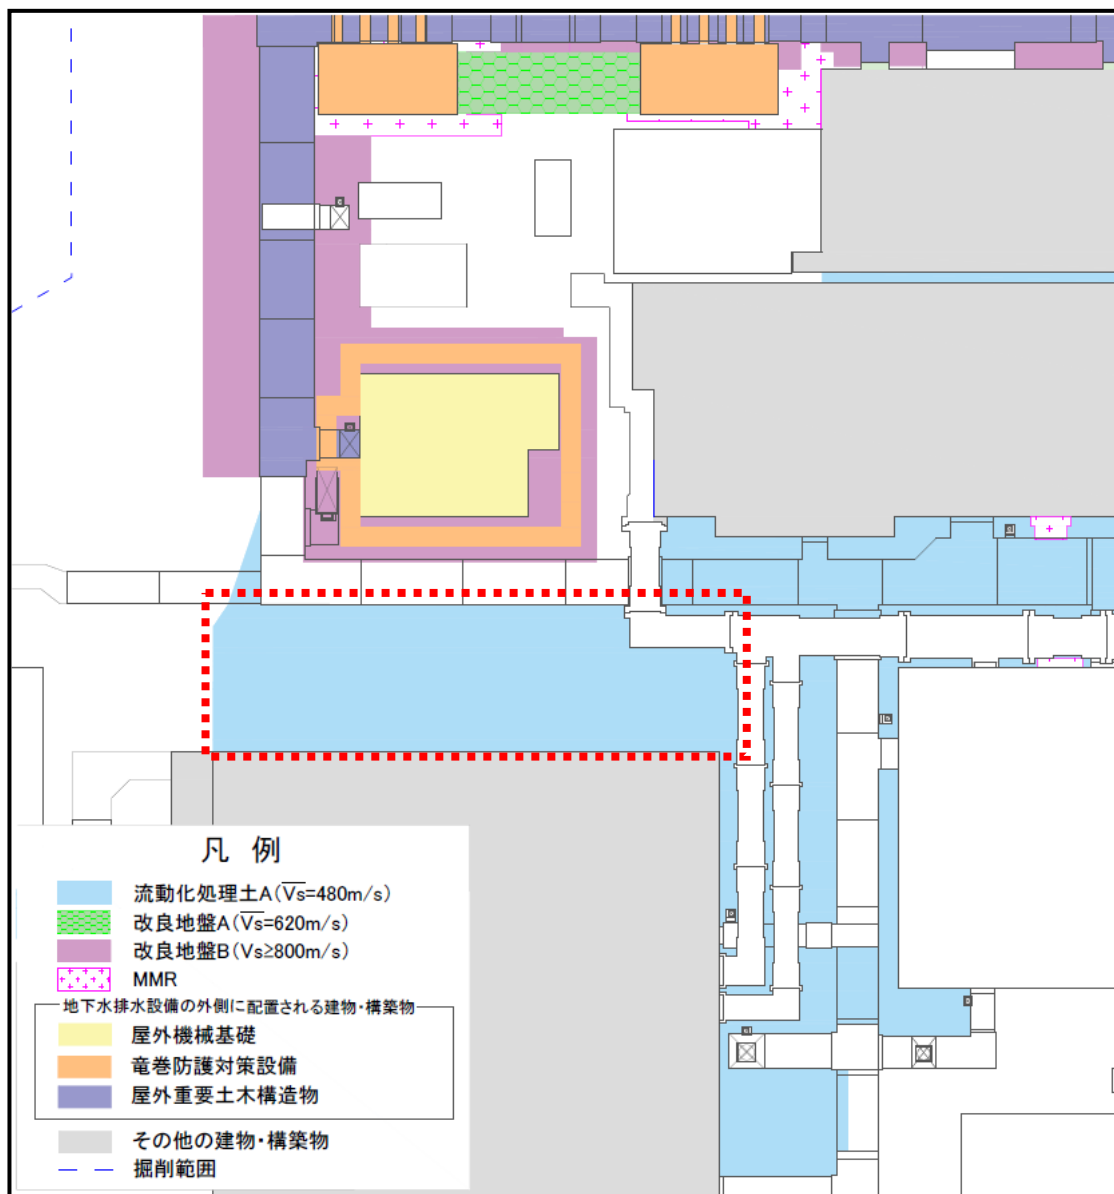 凡 例
流動化処理土A(V̅s̅=480m/s)
改良地盤A(V̅s̅=620m/s)
改良地盤B(Vs≥800m/s)
MMR
地下水排水設備の外側に配置される建物・構築物
屋外機械基礎
竜巻防護対策設備
屋外重要土木構造物
その他の建物・構築物
掘削範囲